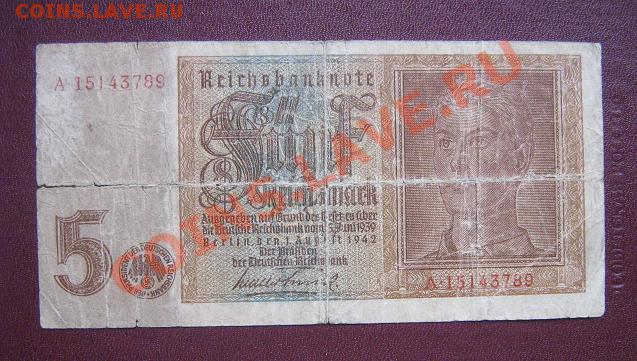 COINS.LAVE.RU
A·15143789
Reichsbanknote
Fünf
Reichsmark
Ausgegeben auf Grund des Gesetzes über
die Deutsche Reichsbank vom 15. Juni 1939
Berlin, den 1. August 1942
Der Präsident
der Deutschen Reichsbank
5
A·15143789
COINS.LAVE.RU